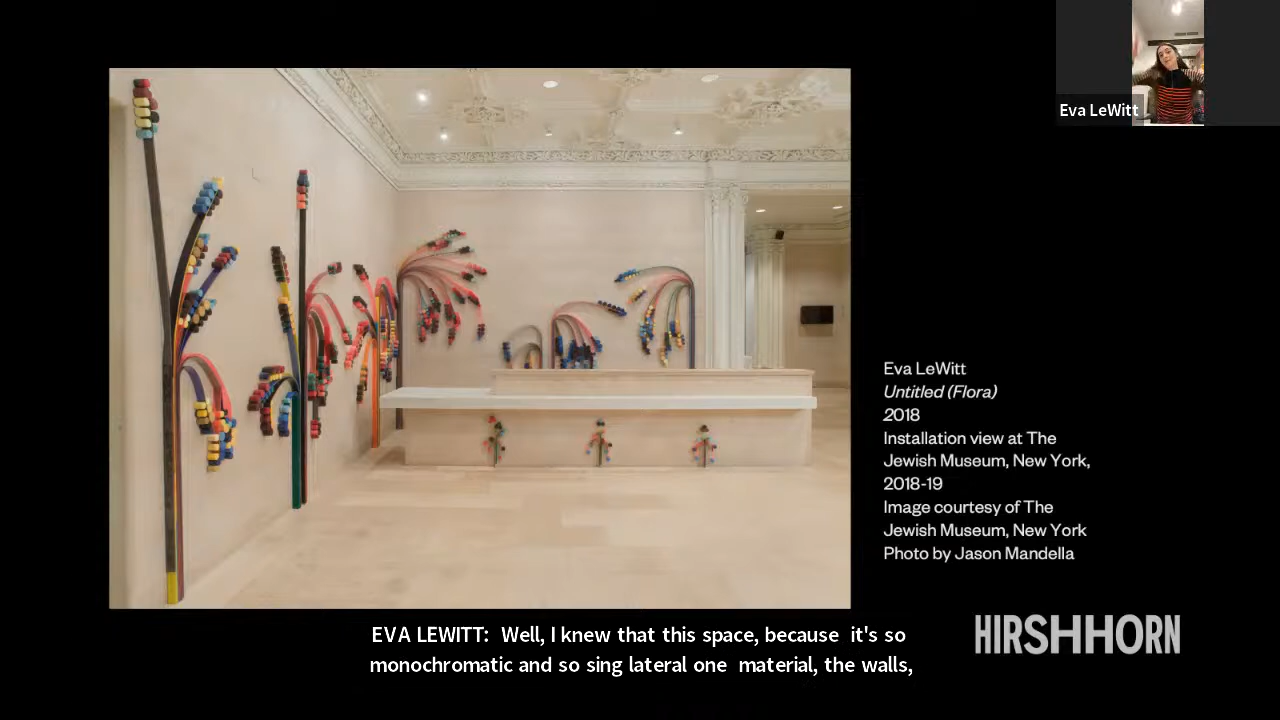 Eva LeWitt
Eva LeWitt
Untitled (Flora)
2018
Installation view at The
Jewish Museum, New York,
2018-19
Image courtesy of The
Jewish Museum, New York
Photo by Jason Mandella
HIRSHHORN
EVA LEWITT: Well, I knew that this space, because it's so
monochromatic and so sing lateral one material, the walls,